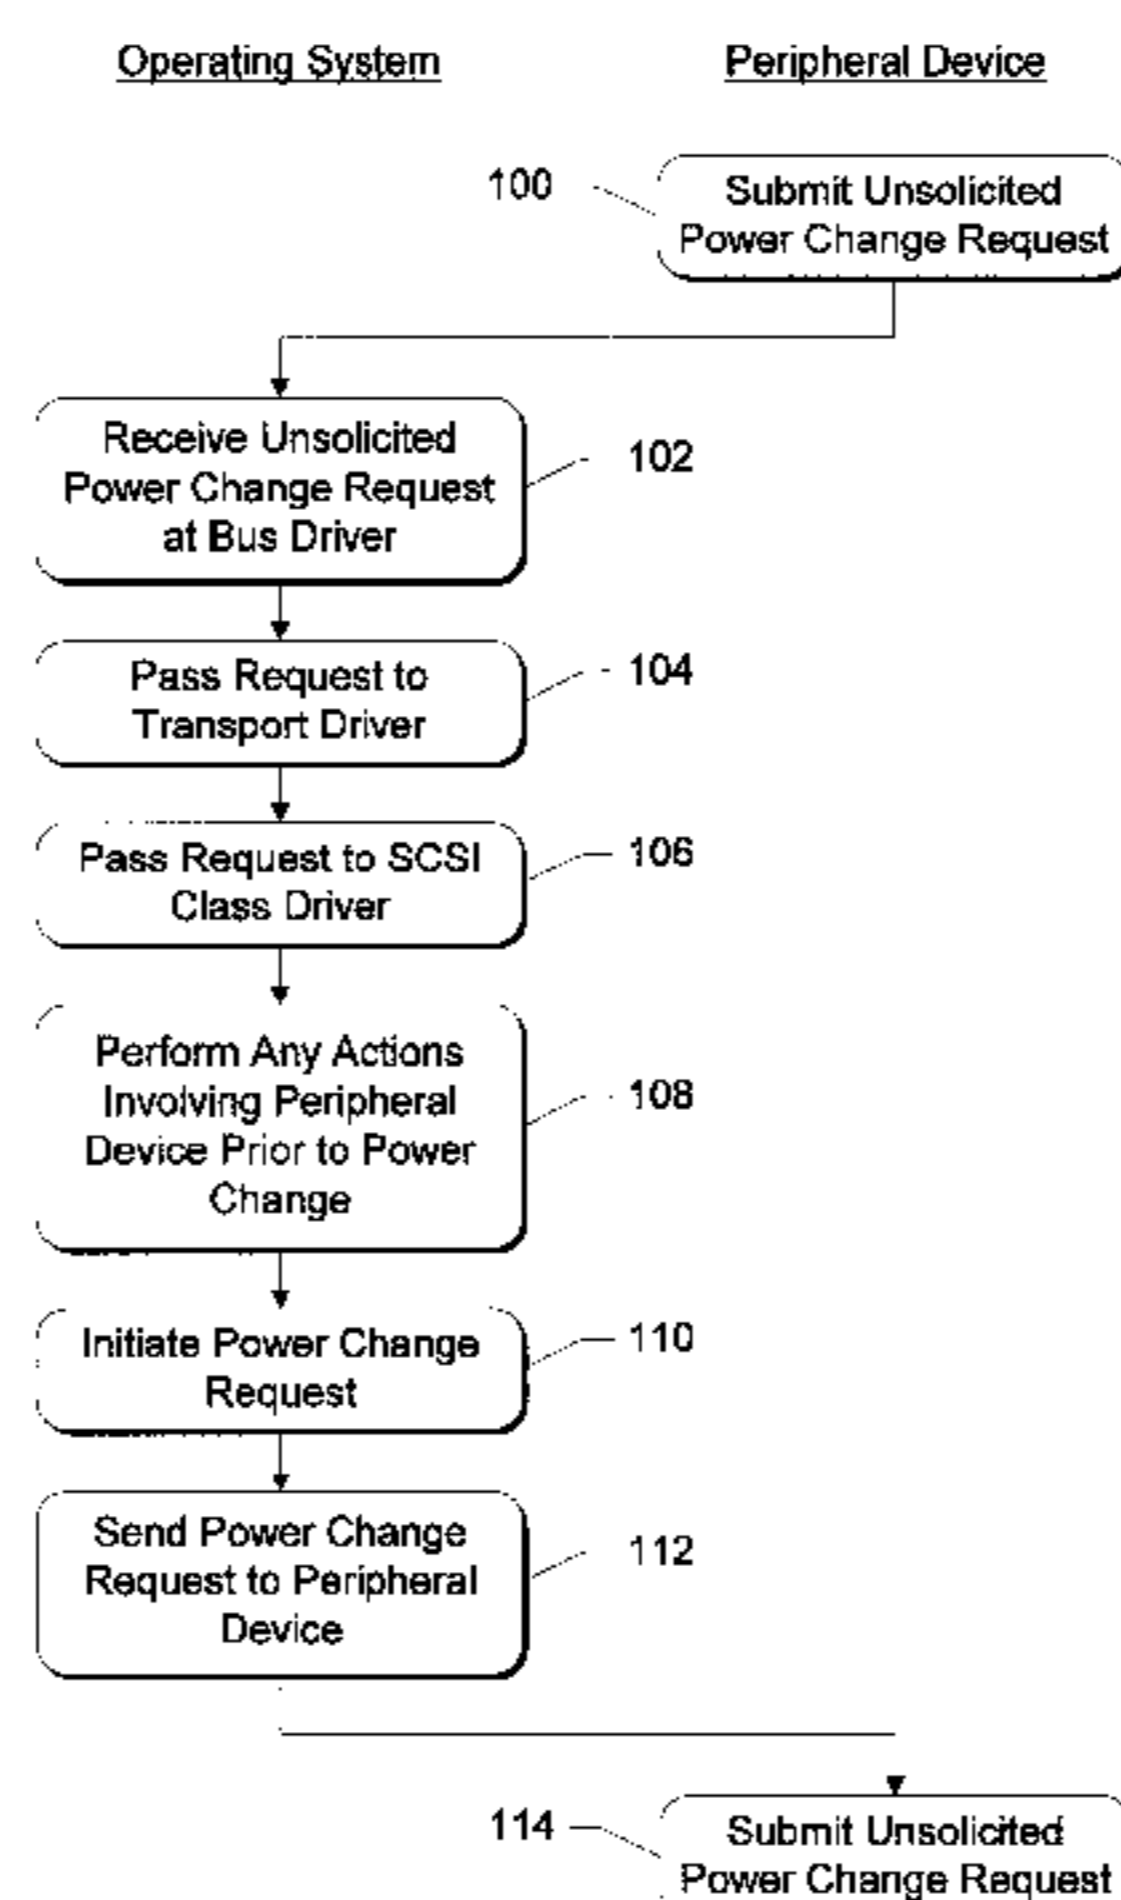 Operating System
Peripheral Device
100
Submit Unsolicited
Power Change Request
Receive Unsolicited
Power Change Request
at Bus Driver
102
Pass Request to
Transport Driver
104
Pass Request to SCSI
Class Driver
106
Perform Any Actions
Involving Peripheral
Device Prior to Power
Change
108
Initiate Power Change
Request
110
Send Power Change
Request to Peripheral
Device
112
114
Submit Unsolicited
Power Change Request